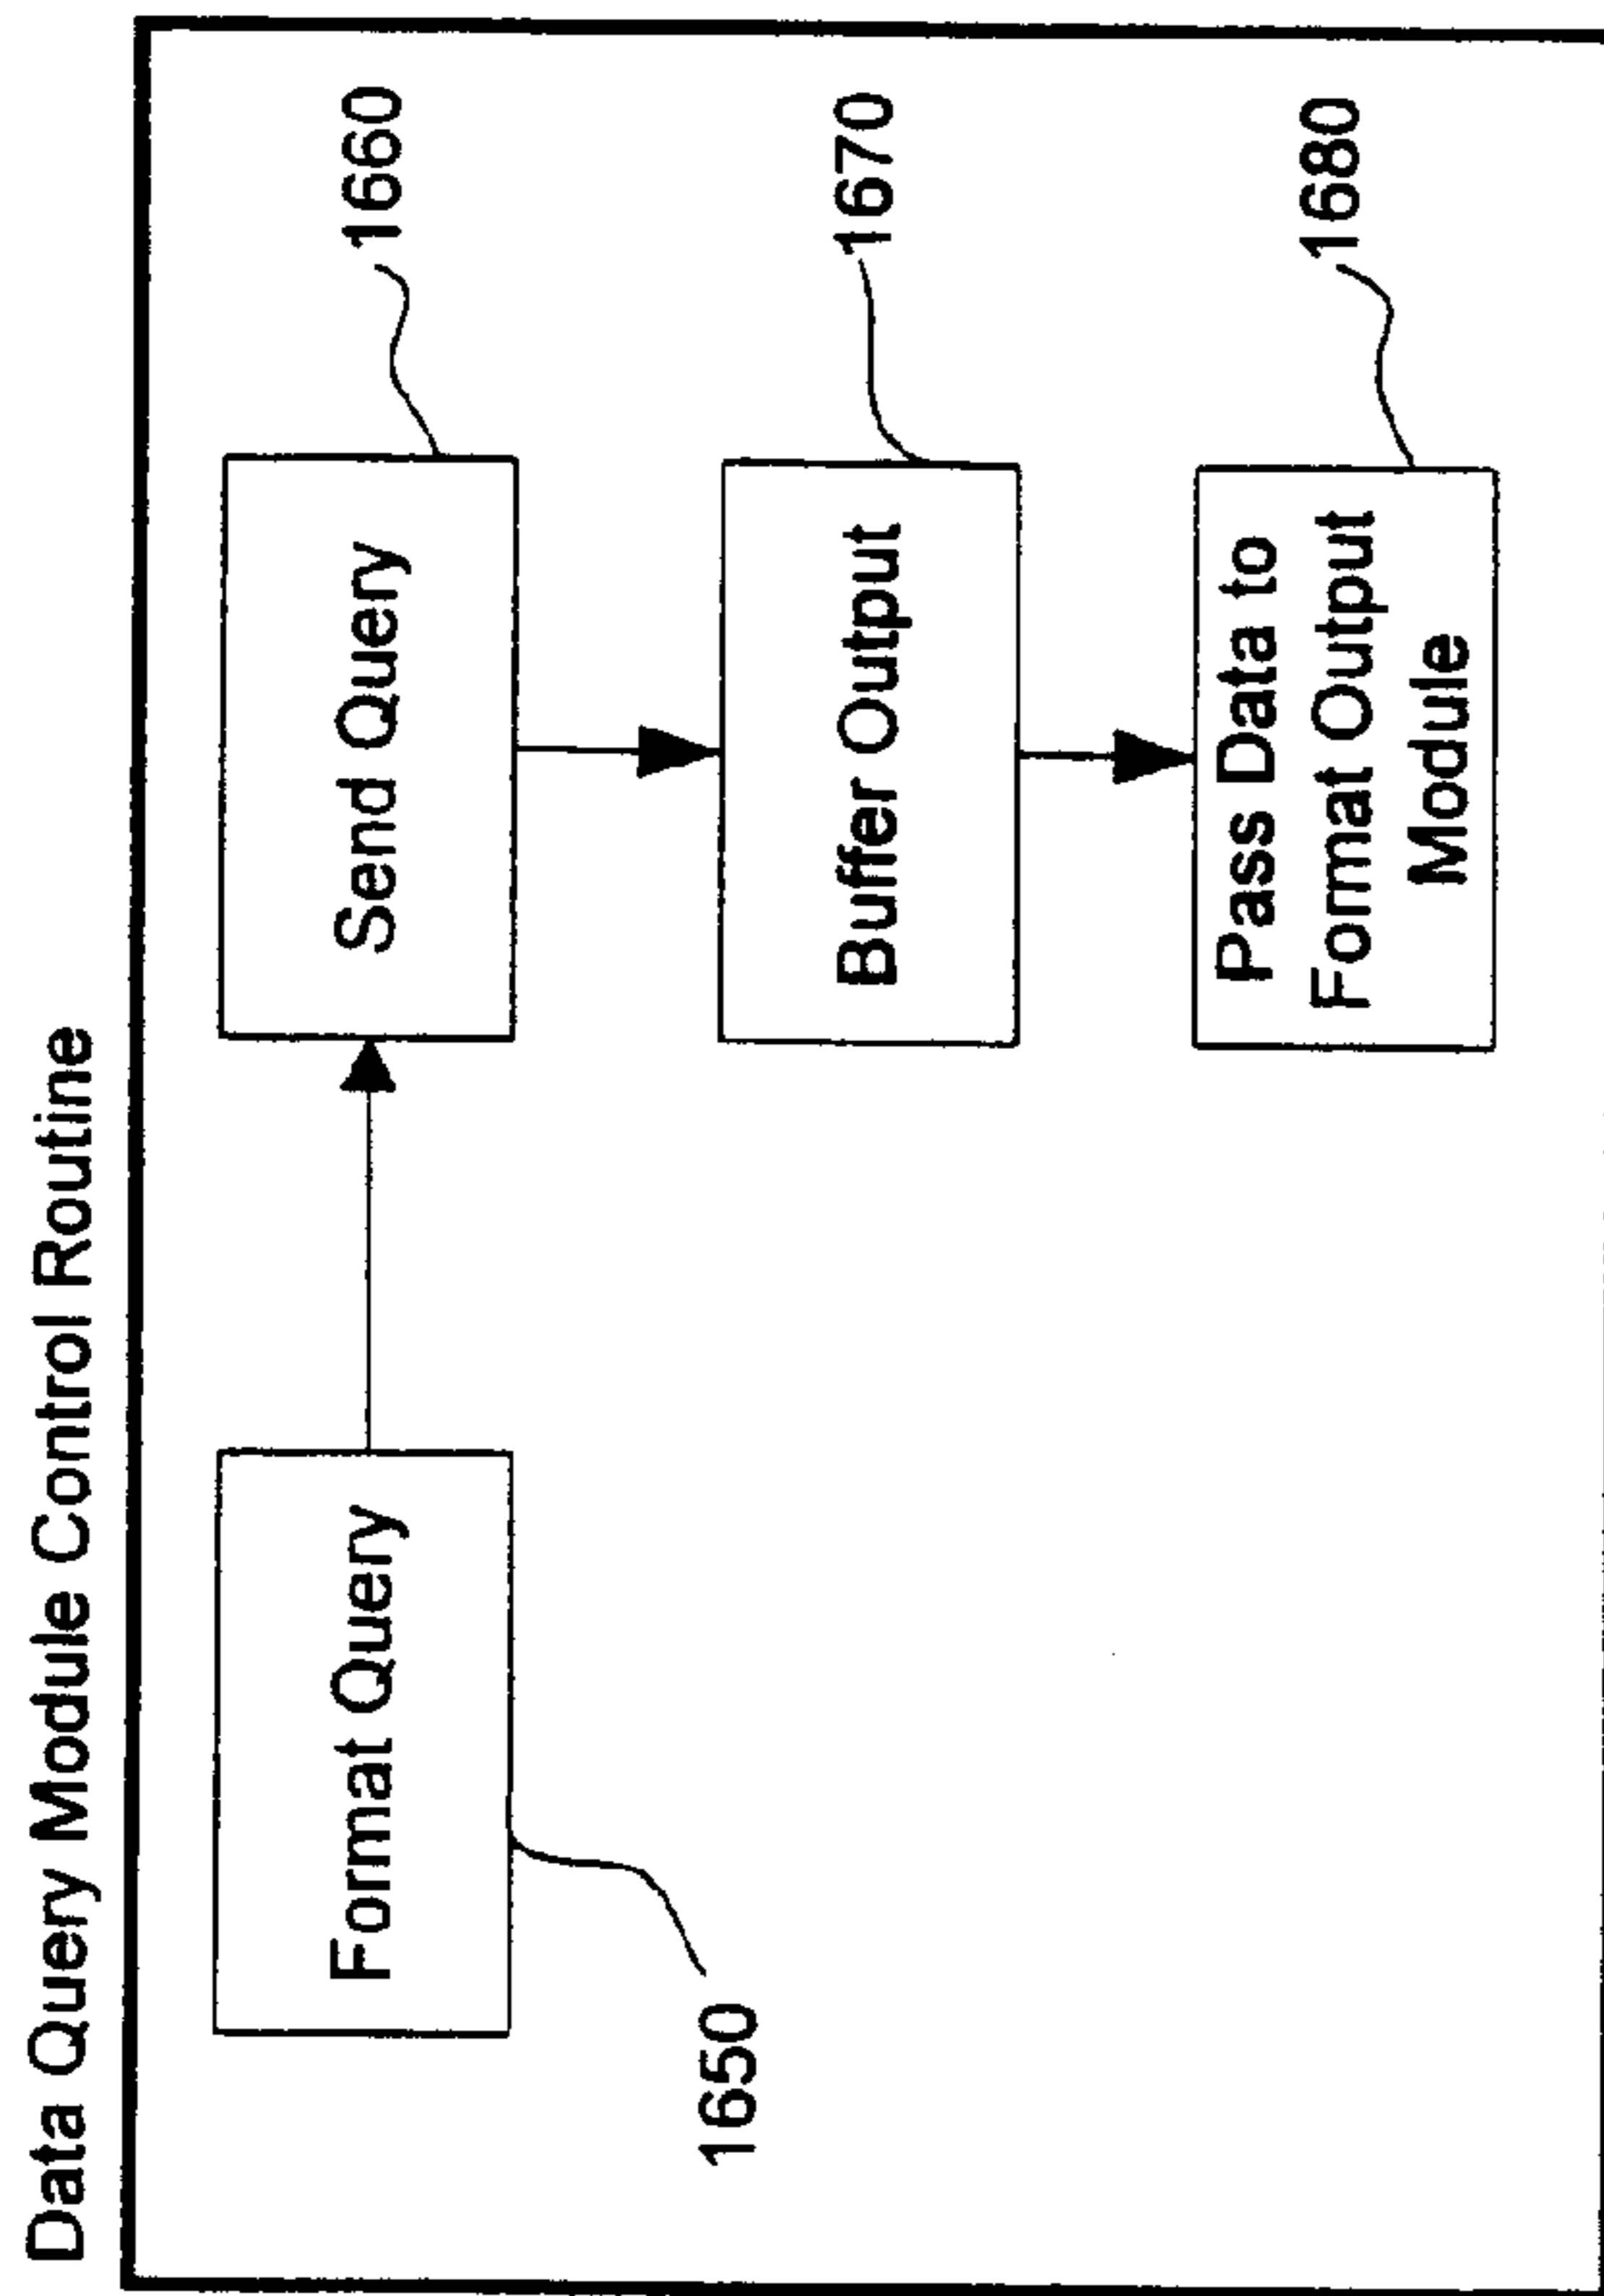 Data Query Module Control Routine
Format Query
1650
Send Query
1660
Buffer Output
1670
Pass Data to
Format Output
Module
1680